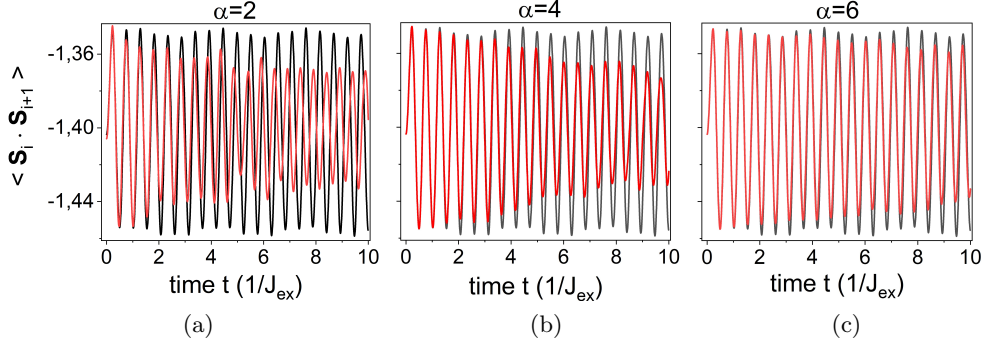 α=2 α=4 α=6
-1,36
-1,40
-1,44
< S_i · S_{i+1} >
0 2 4 6 8 10
0 2 4 6 8 10
0 2 4 6 8 10
time t (1/J_ex) time t (1/J_ex) time t (1/J_ex)
(a) (b) (c)